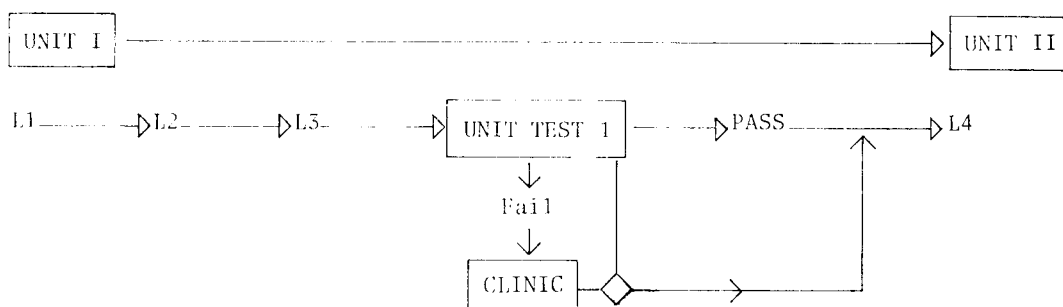 UNIT I UNIT II
L1 L2 L3 UNIT TEST 1 PASS L4
Fail
CLINIC